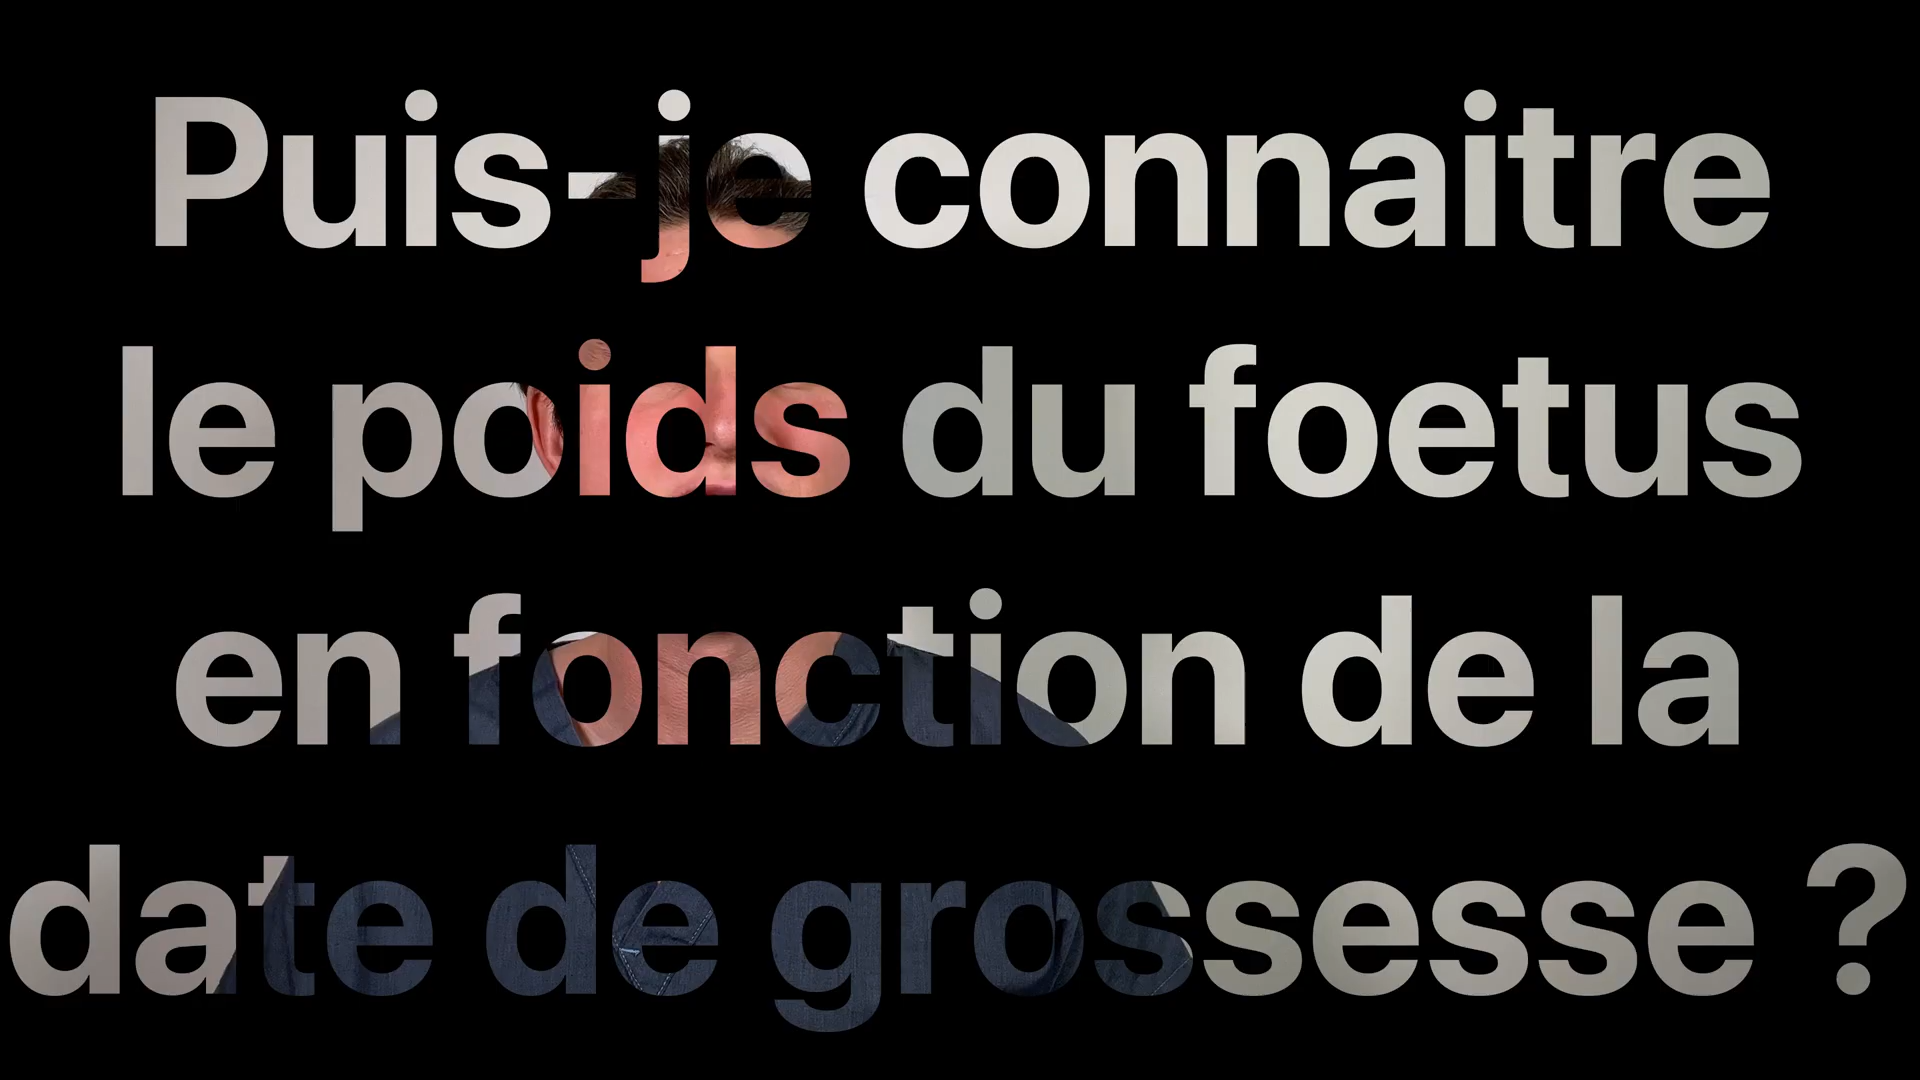 Puis-je connaitre
le poids du foetus
en fonction de la
date de grossesse ?